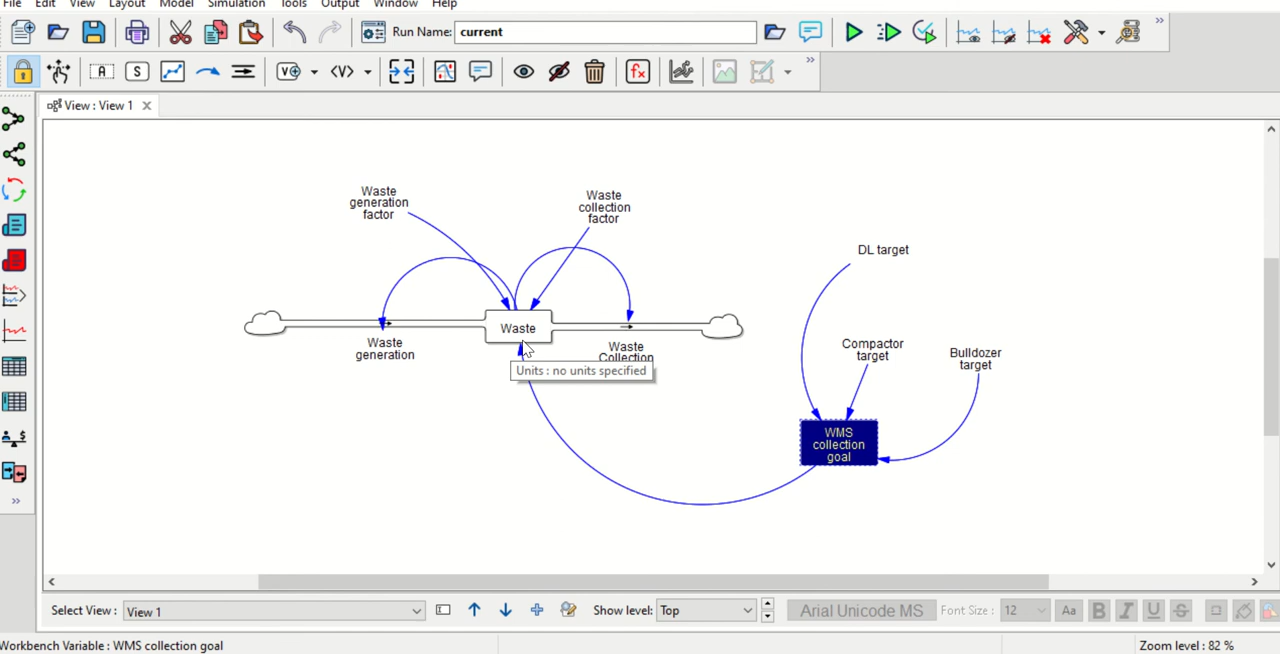 File Edit View Layout Model Simulation Tools Output Window Help
Run Name: current
A S V <V> fx
View : View 1
Waste
generation
factor
Waste
collection
factor
DL target
Waste
Waste
generation
Waste
Collection
Units : no units specified
Compactor
target
Bulldozer
target
WMS
collection
goal
Select View : View 1 Show level: Top Arial Unicode MS Font Size : 12 Aa B I U S
Workbench Variable : WMS collection goal Zoom level : 82 %